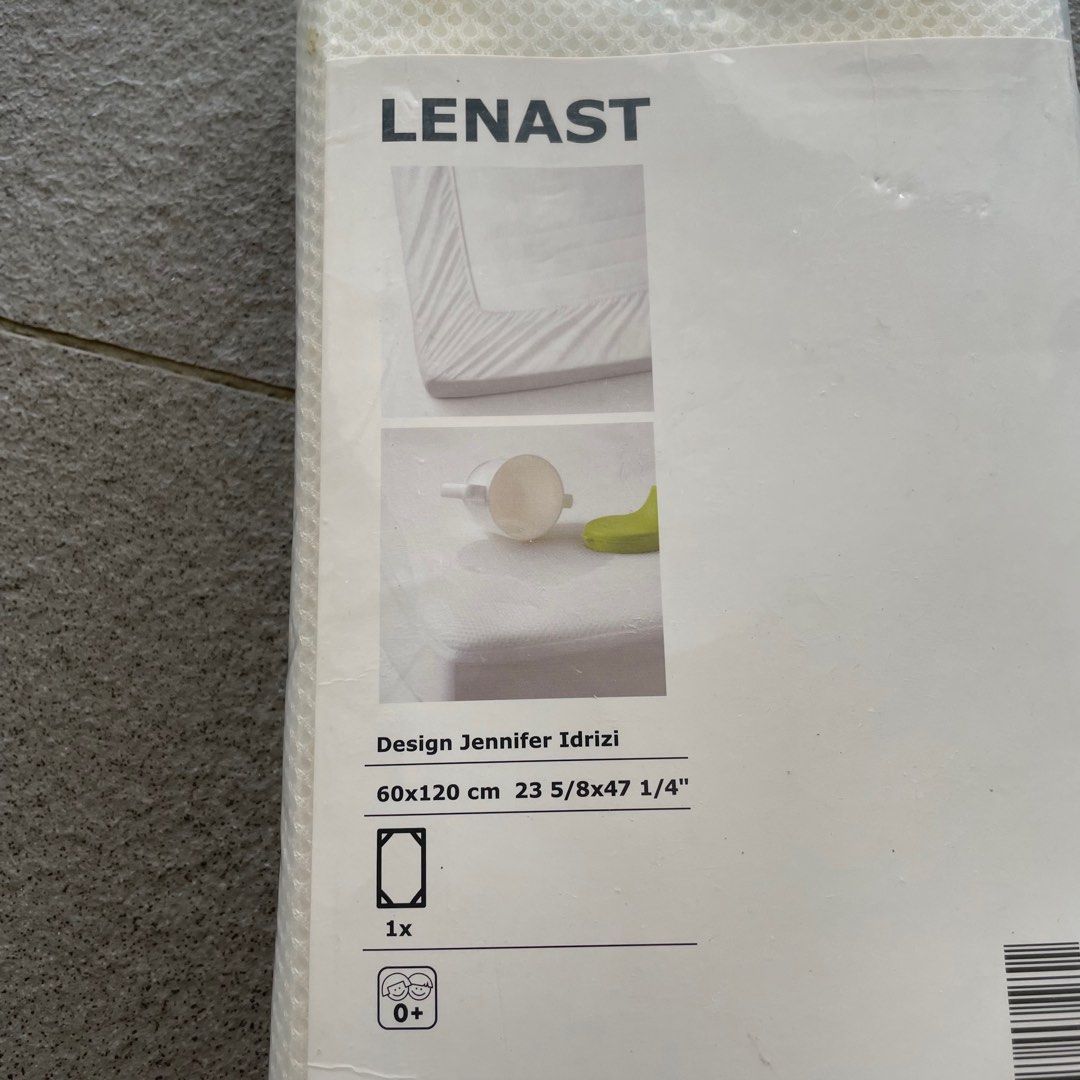 LENAST
Design Jennifer Idrizi
60x120 cm 23 5/8x47 1/4"
1x
0+